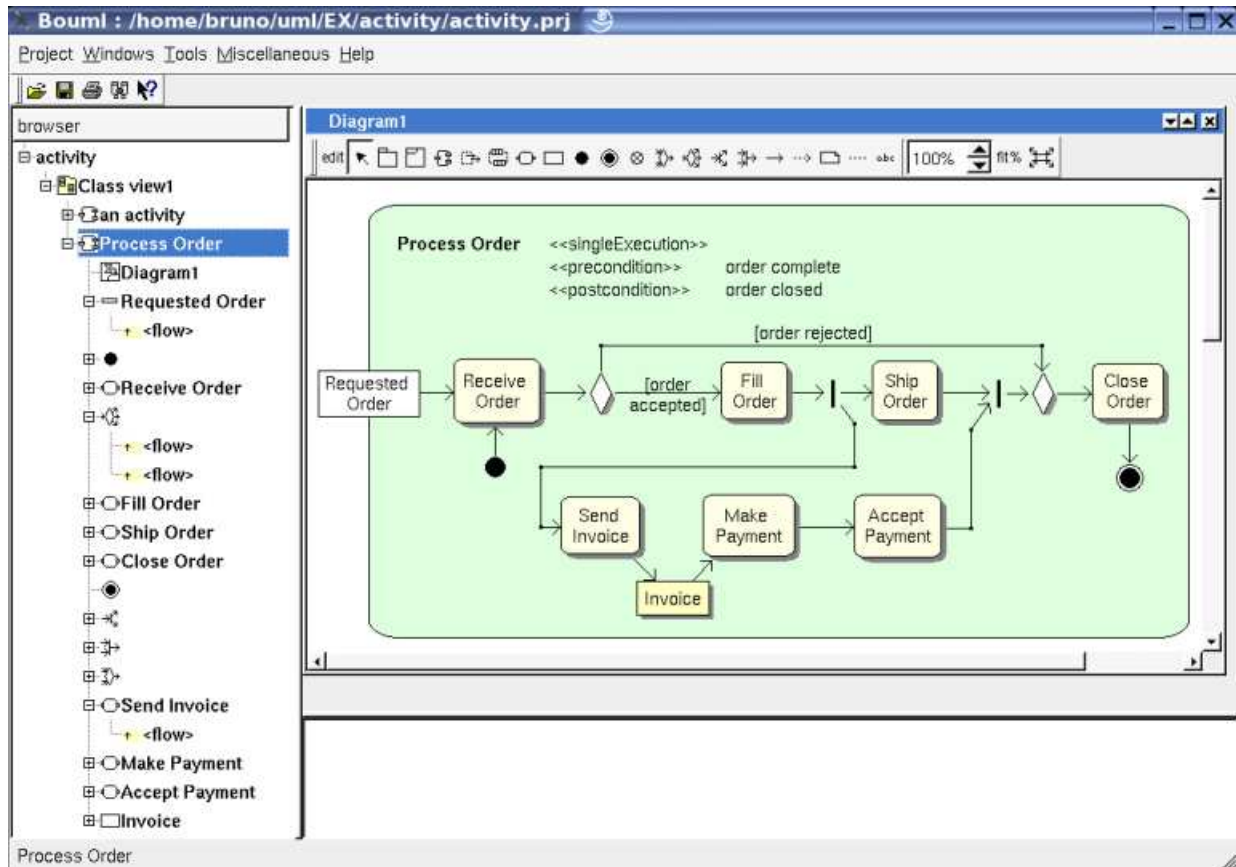 Bouml : /home/bruno/uml/EX/activity/activity.prj
Project Windows Tools Miscellaneous Help
browser
activity
Class view1
an activity
Process Order
Diagram1
Requested Order
<flow>
Receive Order
<flow>
<flow>
Fill Order
Ship Order
Close Order
Send Invoice
<flow>
Make Payment
Accept Payment
Invoice
Diagram1
edit
abc
100%
fit%
Process Order <<singleExecution>>
<<precondition>> order complete
<<postcondition>> order closed
[order rejected]
Requested
Order
Receive
Order
[order
accepted]
Fill
Order
Ship
Order
Close
Order
Send
Invoice
Make
Payment
Accept
Payment
Invoice
Process Order